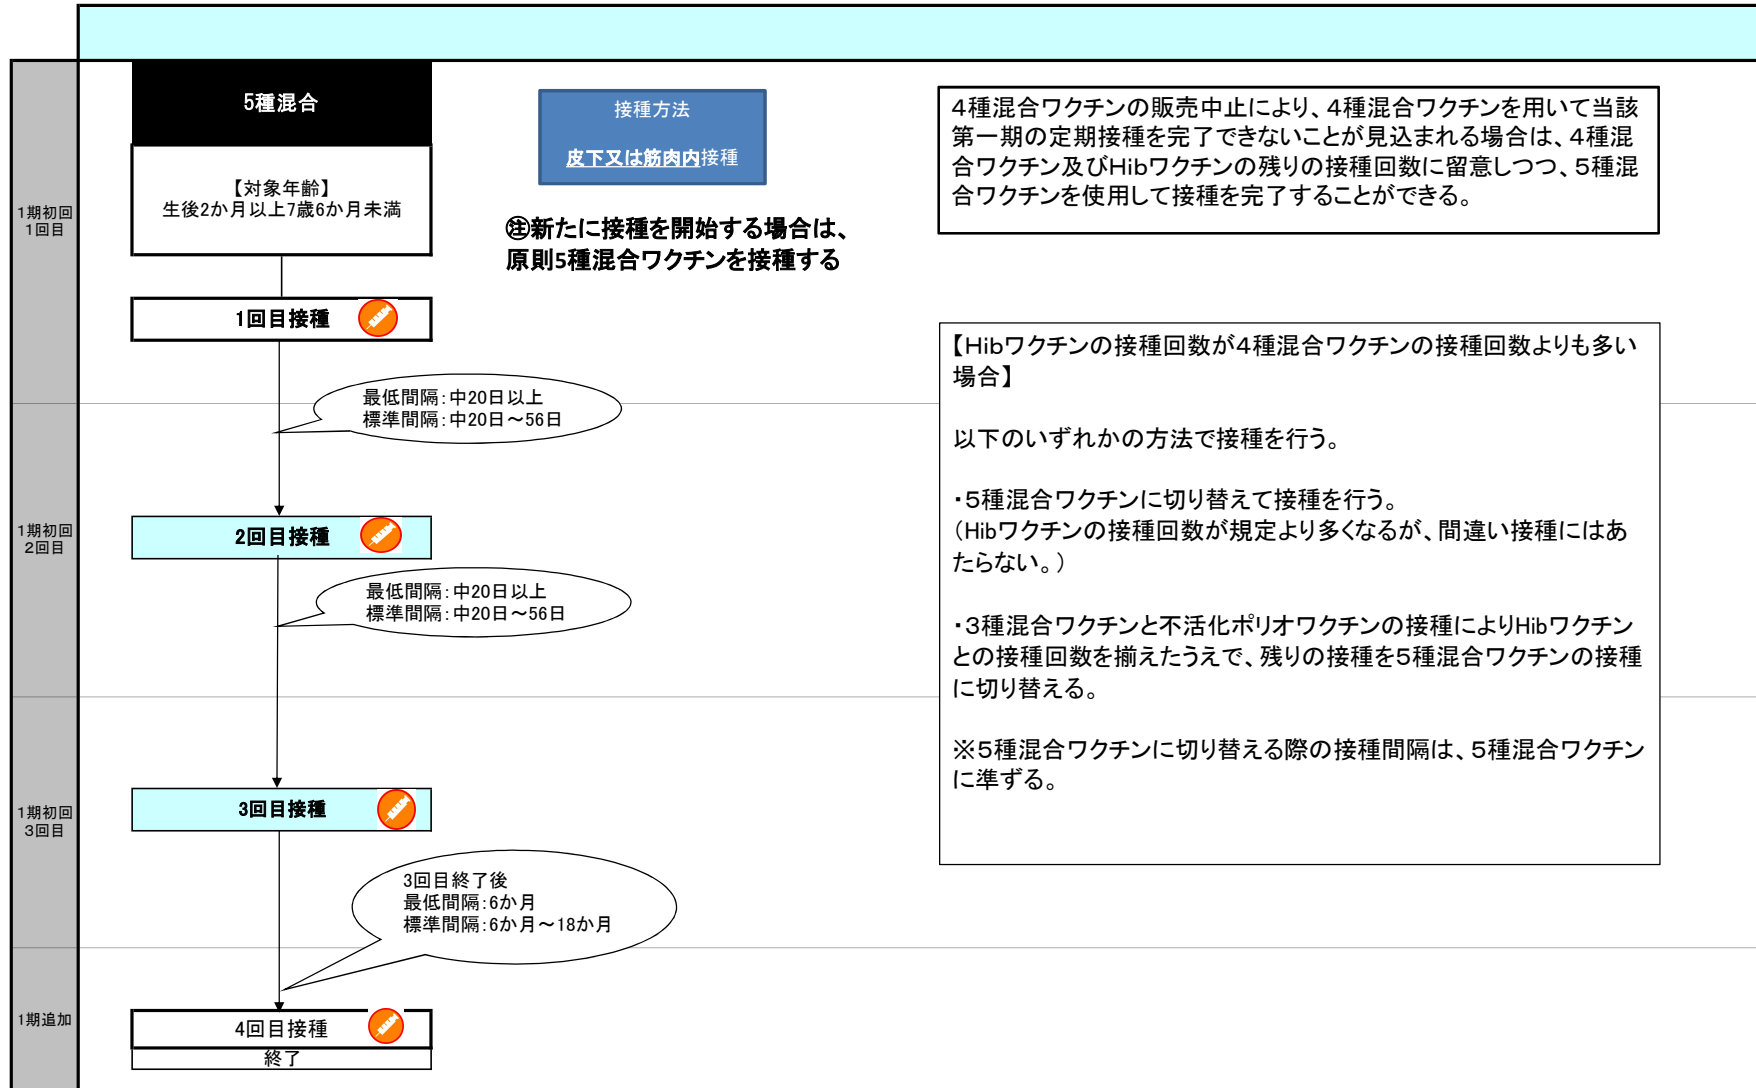 5種混合
【対象年齢】
生後2か月以上7歳6か月未満
接種方法
皮下又は筋肉内接種
㊟新たに接種を開始する場合は、
原則5種混合ワクチンを接種する
4種混合ワクチンの販売中止により、4種混合ワクチンを用いて当該
第一期の定期接種を完了できないことが見込まれる場合は、4種混
合ワクチン及びHibワクチンの残りの接種回数に留意しつつ、5種混
合ワクチンを使用して接種を完了することができる。
1期初回
1回目
1回目接種
最低間隔:中20日以上
標準間隔:中20日~56日
1期初回
2回目
2回目接種
最低間隔:中20日以上
標準間隔:中20日~56日
1期初回
3回目
3回目接種
3回目終了後
最低間隔:6か月
標準間隔:6か月~18か月
1期追加
4回目接種
終了
【Hibワクチンの接種回数が4種混合ワクチンの接種回数よりも多い
場合】
以下のいずれかの方法で接種を行う。
・5種混合ワクチンに切り替えて接種を行う。
(Hibワクチンの接種回数が規定より多くなるが、間違い接種にはあ
たらない。)
・3種混合ワクチンと不活化ポリオワクチンの接種によりHibワクチン
との接種回数を揃えたうえで、残りの接種を5種混合ワクチンの接種
に切り替える。
※5種混合ワクチンに切り替える際の接種間隔は、5種混合ワクチン
に準ずる。